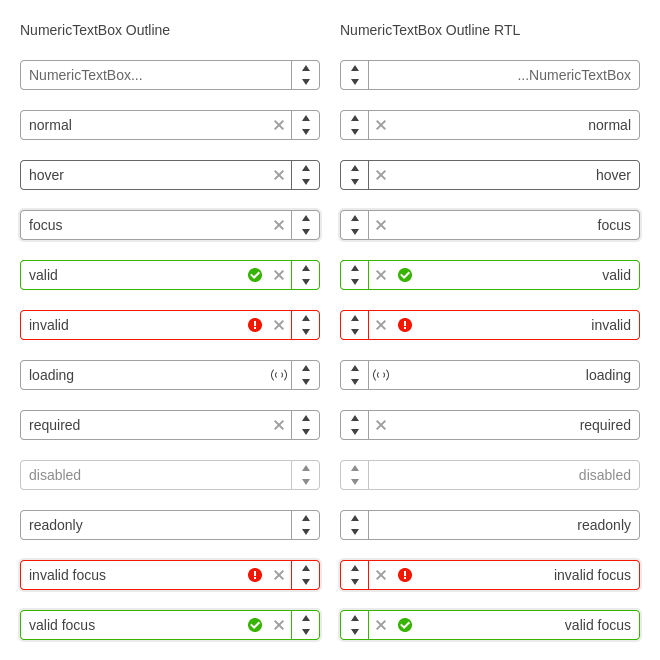 NumericTextBox Outline
NumericTextBox...
normal
hover
focus
valid
invalid
loading
required
disabled
readonly
invalid focus
valid focus
NumericTextBox Outline RTL
...NumericTextBox
normal
hover
focus
valid
invalid
loading
required
disabled
readonly
invalid focus
valid focus